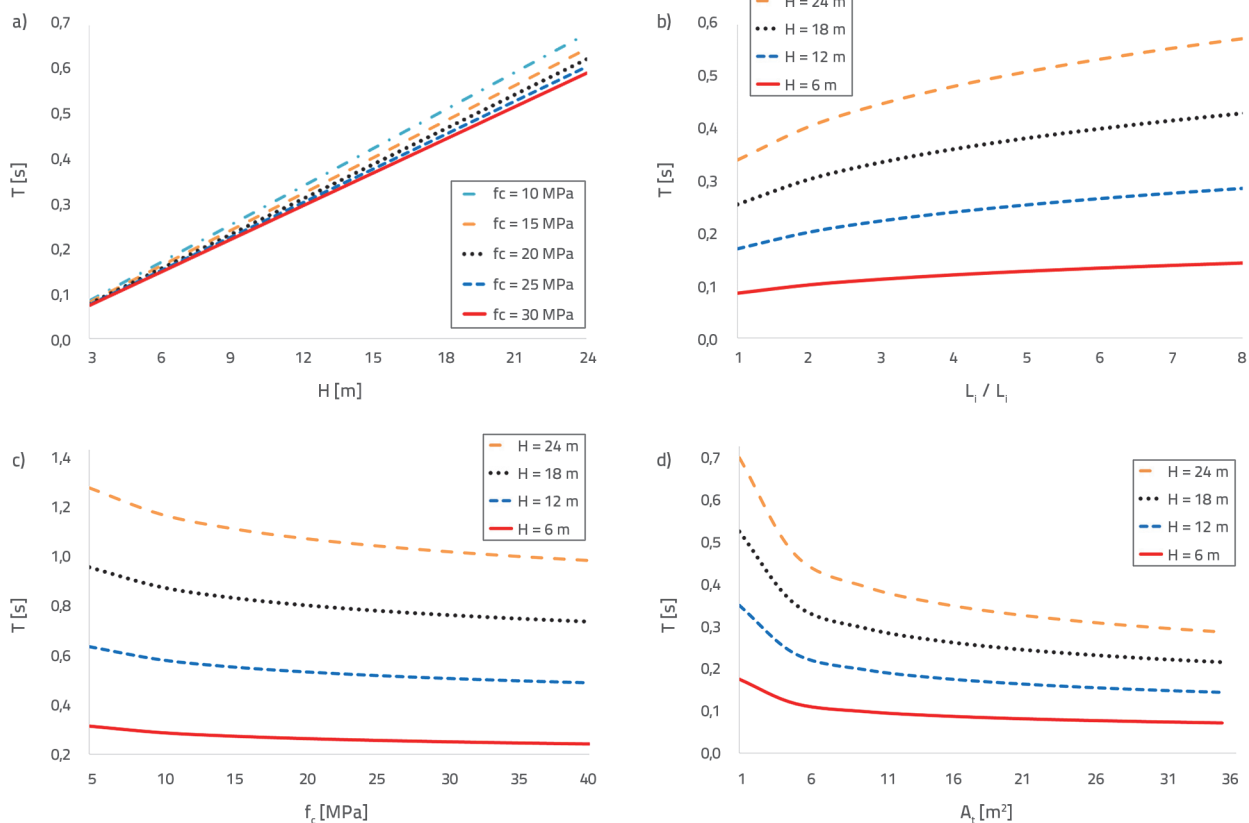 a)
0,7
0,6
0,5
0,4
0,3
0,2
0,1
0,0
T [s]
3 6 9 12 15 18 21 24
H [m]
fc = 10 MPa
fc = 15 MPa
fc = 20 MPa
fc = 25 MPa
fc = 30 MPa
b)
0,6
0,5
0,4
0,3
0,2
0,1
0,0
T [s]
1 2 3 4 5 6 7 8
L_i / L_i
H = 24 m
H = 18 m
H = 12 m
H = 6 m
c)
1,4
1,2
1,0
0,8
0,6
0,4
0,2
T [s]
5 10 15 20 25 30 35 40
f_c [MPa]
H = 24 m
H = 18 m
H = 12 m
H = 6 m
d)
0,7
0,6
0,5
0,4
0,3
0,2
0,1
0,0
T [s]
1 6 11 16 21 26 31 36
A_t [m²]
H = 24 m
H = 18 m
H = 12 m
H = 6 m